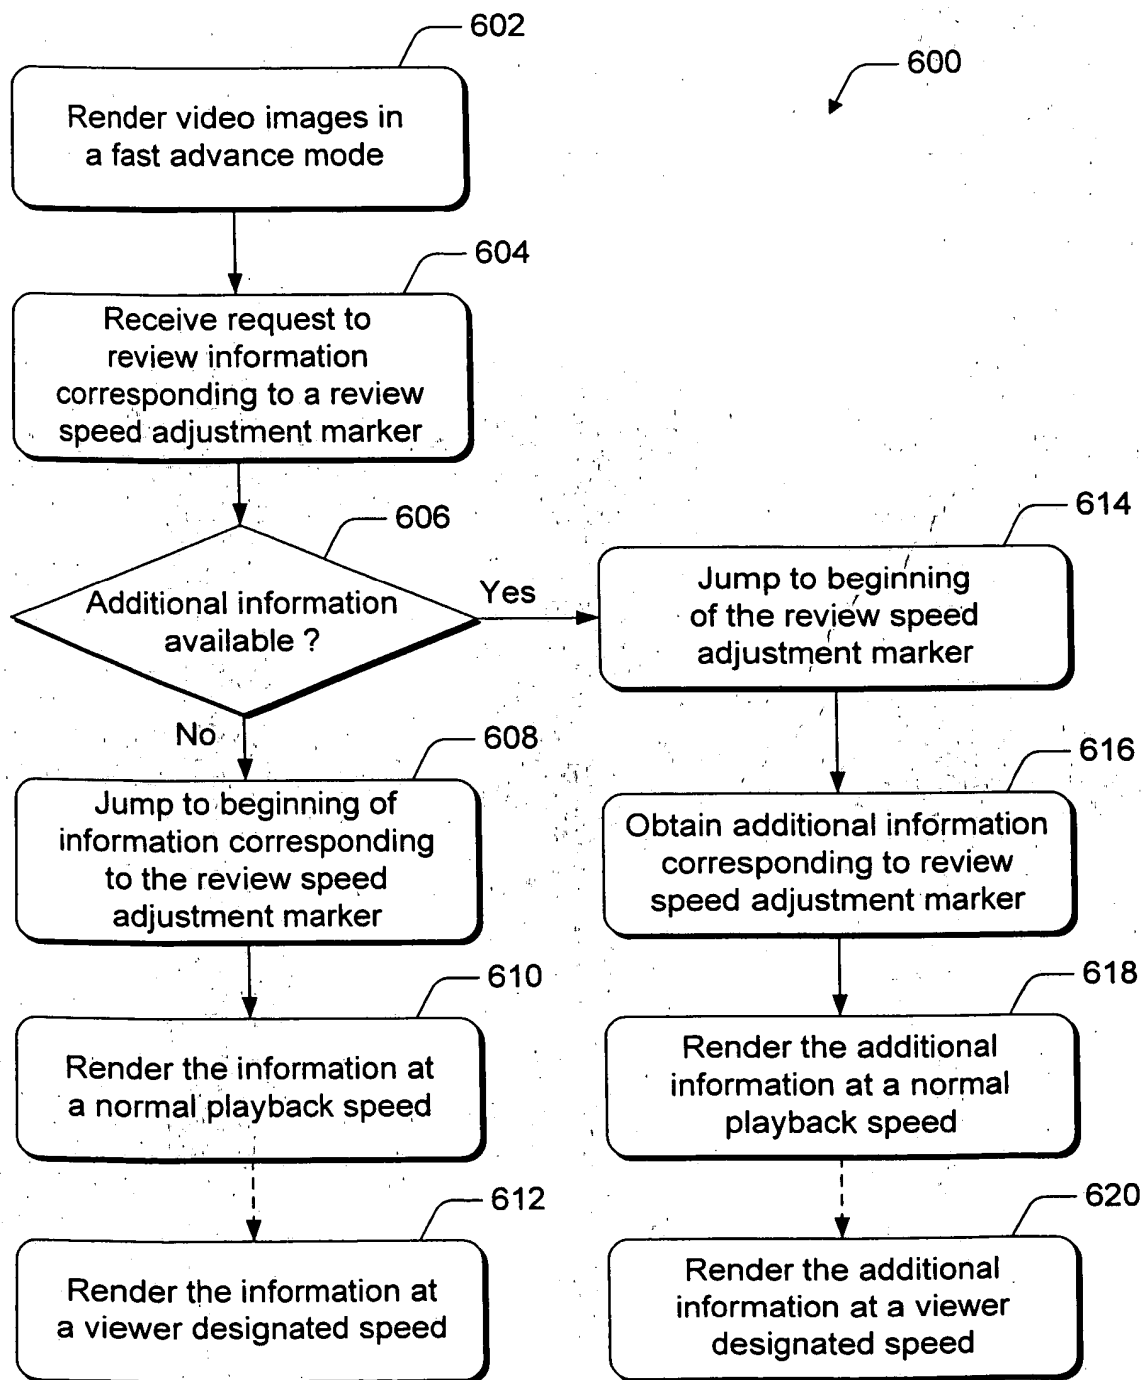 602
600
Render video images in
a fast advance mode
604
Receive request to
review information
corresponding to a review
speed adjustment marker
606
Additional information
available ?
Yes
No
614
Jump to beginning
of the review speed
adjustment marker
608
Jump to beginning of
information corresponding
to the review speed
adjustment marker
616
Obtain additional information
corresponding to review
speed adjustment marker
610
Render the information at
a normal playback speed
618
Render the additional
information at a normal
playback speed
612
Render the information at
a viewer designated speed
620
Render the additional
information at a viewer
designated speed